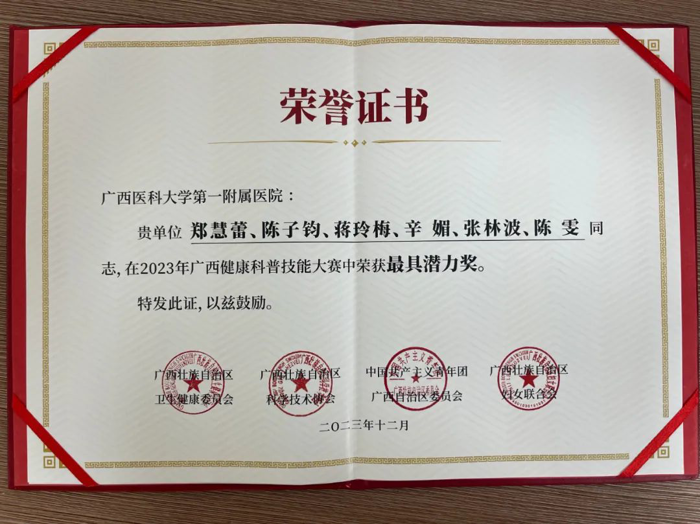 荣誉证书
广西医科大学第一附属医院：
贵单位 郑慧蕾、陈子钧、蒋玲梅、辛 媚、张林波、陈 雯 同
志，在2023年广西健康科普技能大赛中荣获最具潜力奖。
特发此证，以兹鼓励。
广西壮族自治区 广西壮族自治区 中国共产主义青年团 广西壮族自治区
卫生健康委员会 科学技术协会 广西自治区委员会 妇女联合会
二〇二三年十二月